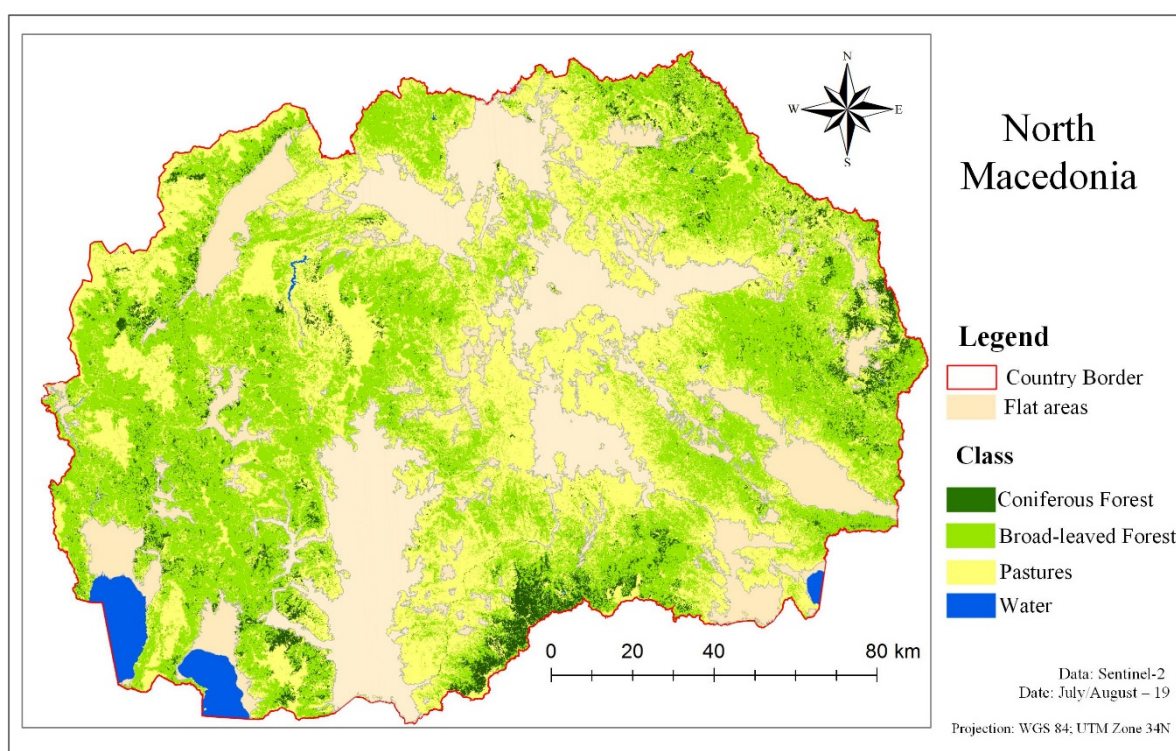 N
W
E
S
North
Macedonia
Legend
Country Border
Flat areas
Class
Coniferous Forest
Broad-leaved Forest
Pastures
Water
0 20 40 80 km
Data: Sentinel-2
Date: July/August – 19
Projection: WGS 84; UTM Zone 34N